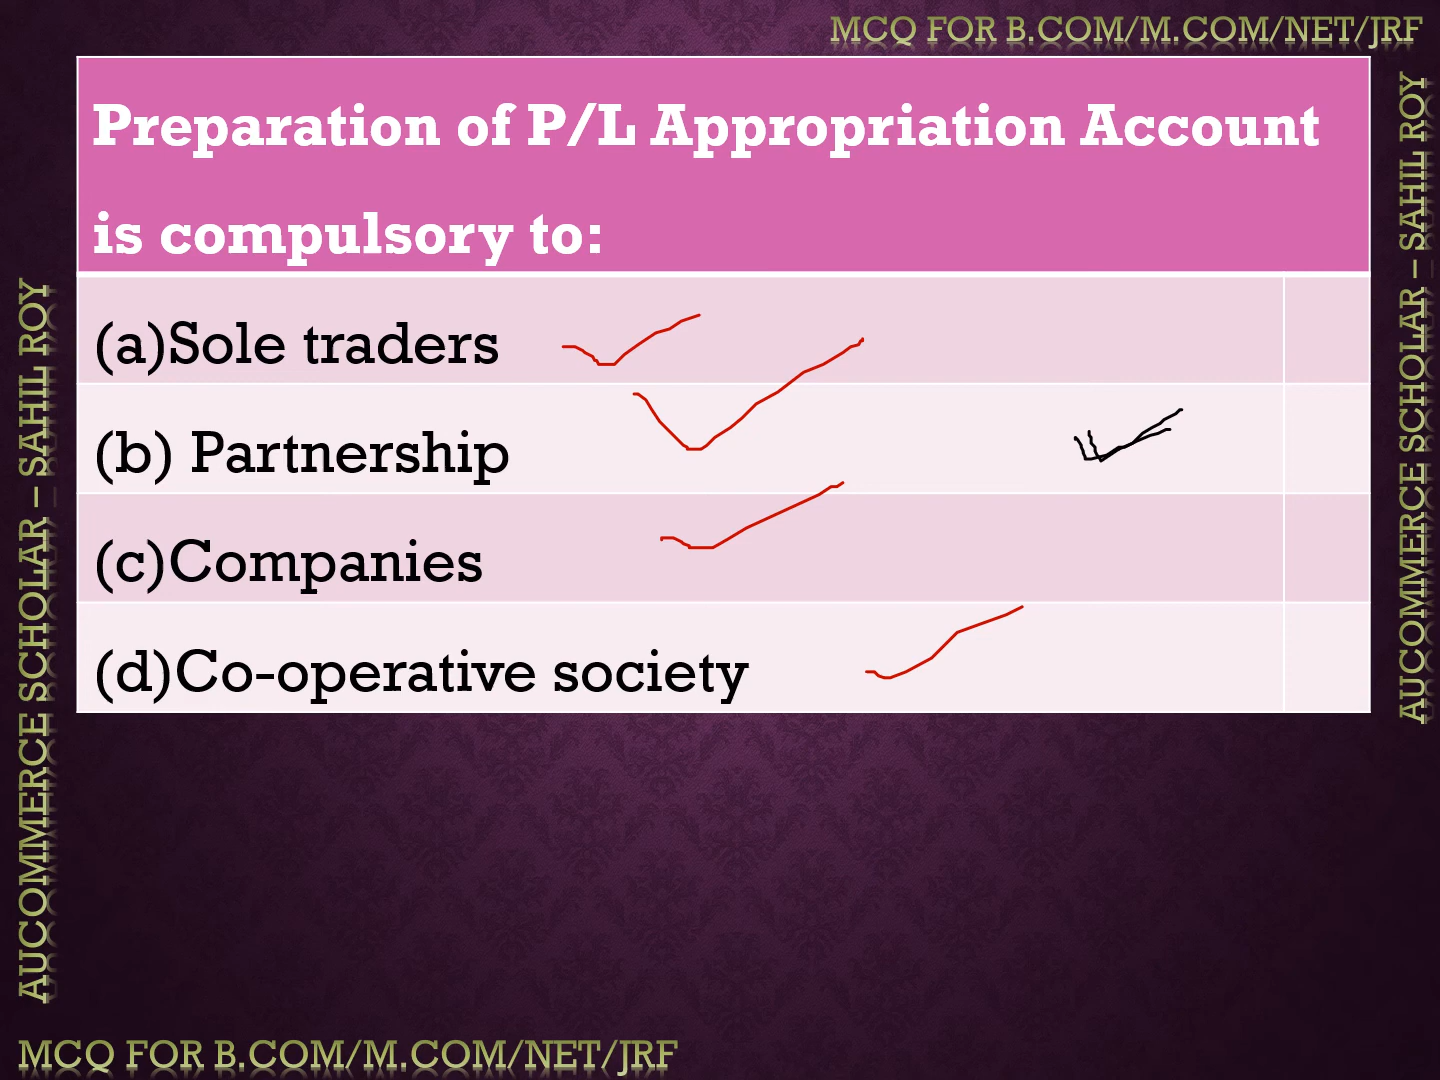 MCQ FOR B.COM/M.COM/NET/JRF
Preparation of P/L Appropriation Account
is compulsory to:
(a)Sole traders
(b) Partnership
(c)Companies
(d)Co-operative society
AUCOMMERCE SCHOLAR – SAHIL ROY
AUCOMMERCE SCHOLAR – SAHIL ROY
MCQ FOR B.COM/M.COM/NET/JRF